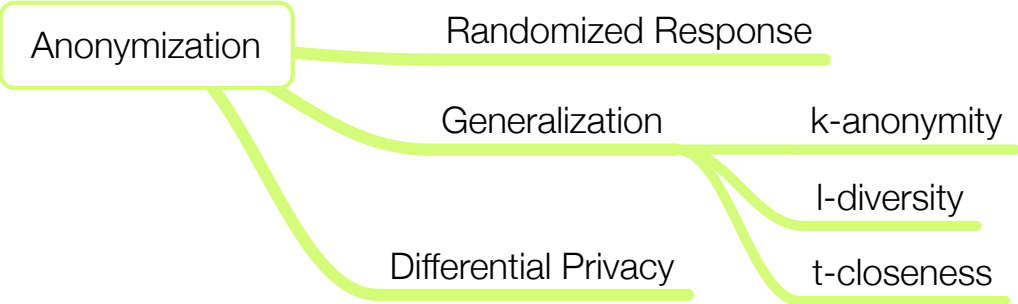 Anonymization
Randomized Response
Generalization
k-anonymity
l-diversity
t-closeness
Differential Privacy